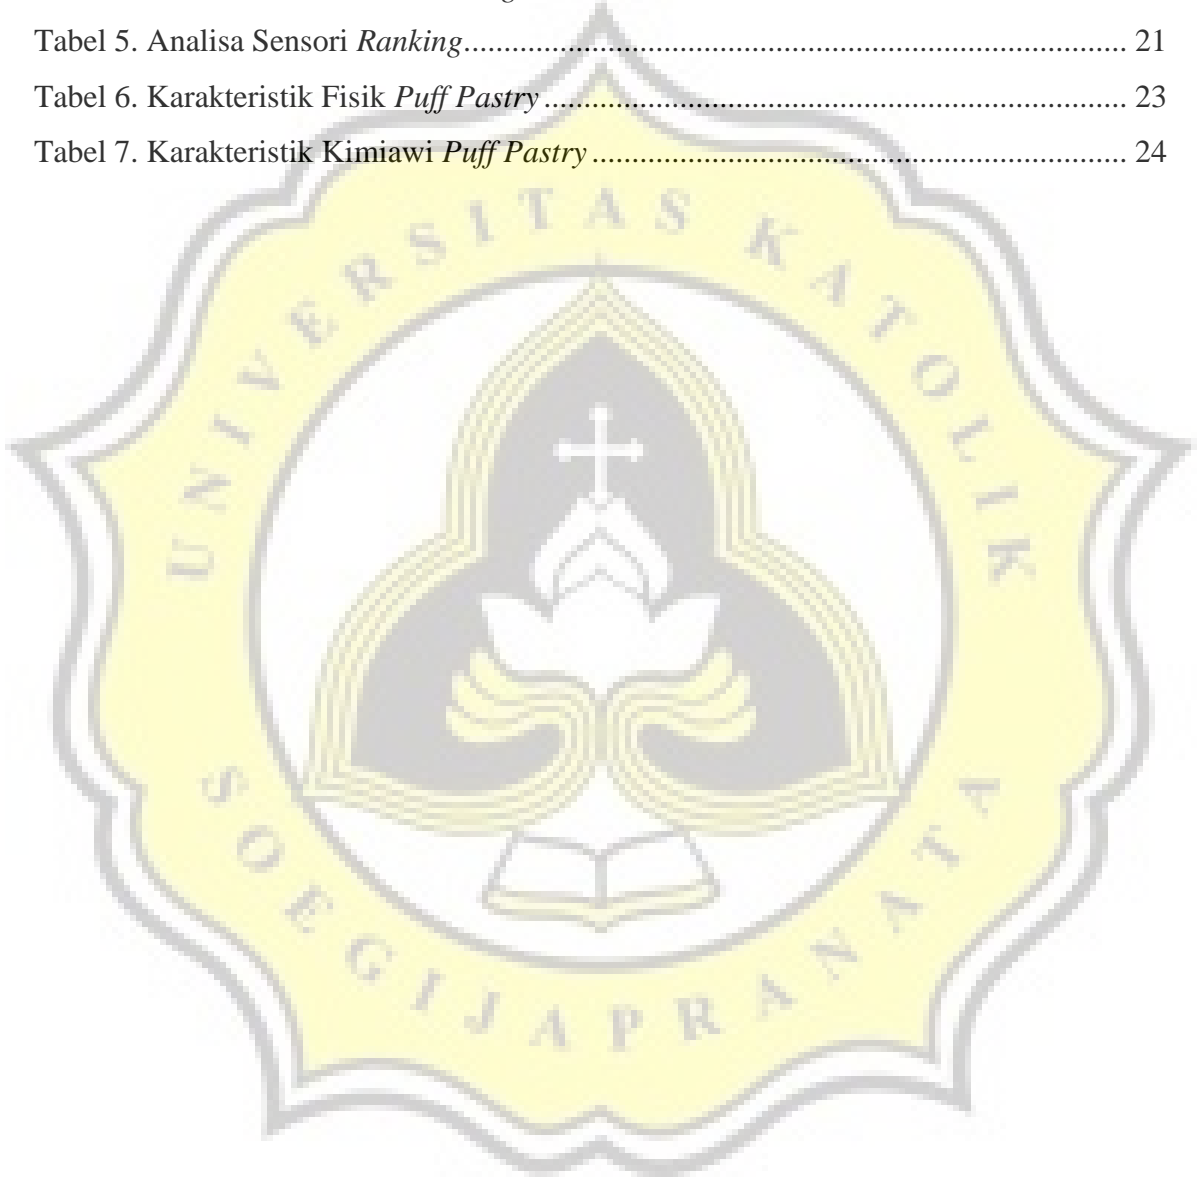 Tabel 5. Analisa Sensori Ranking.......................................................................................... 21
Tabel 6. Karakteristik Fisik Puff Pastry................................................................................ 23
Tabel 7. Karakteristik Kimiawi Puff Pastry.......................................................................... 24
UNIVERSITAS KATOLIK
SOEGIJAPRANATA